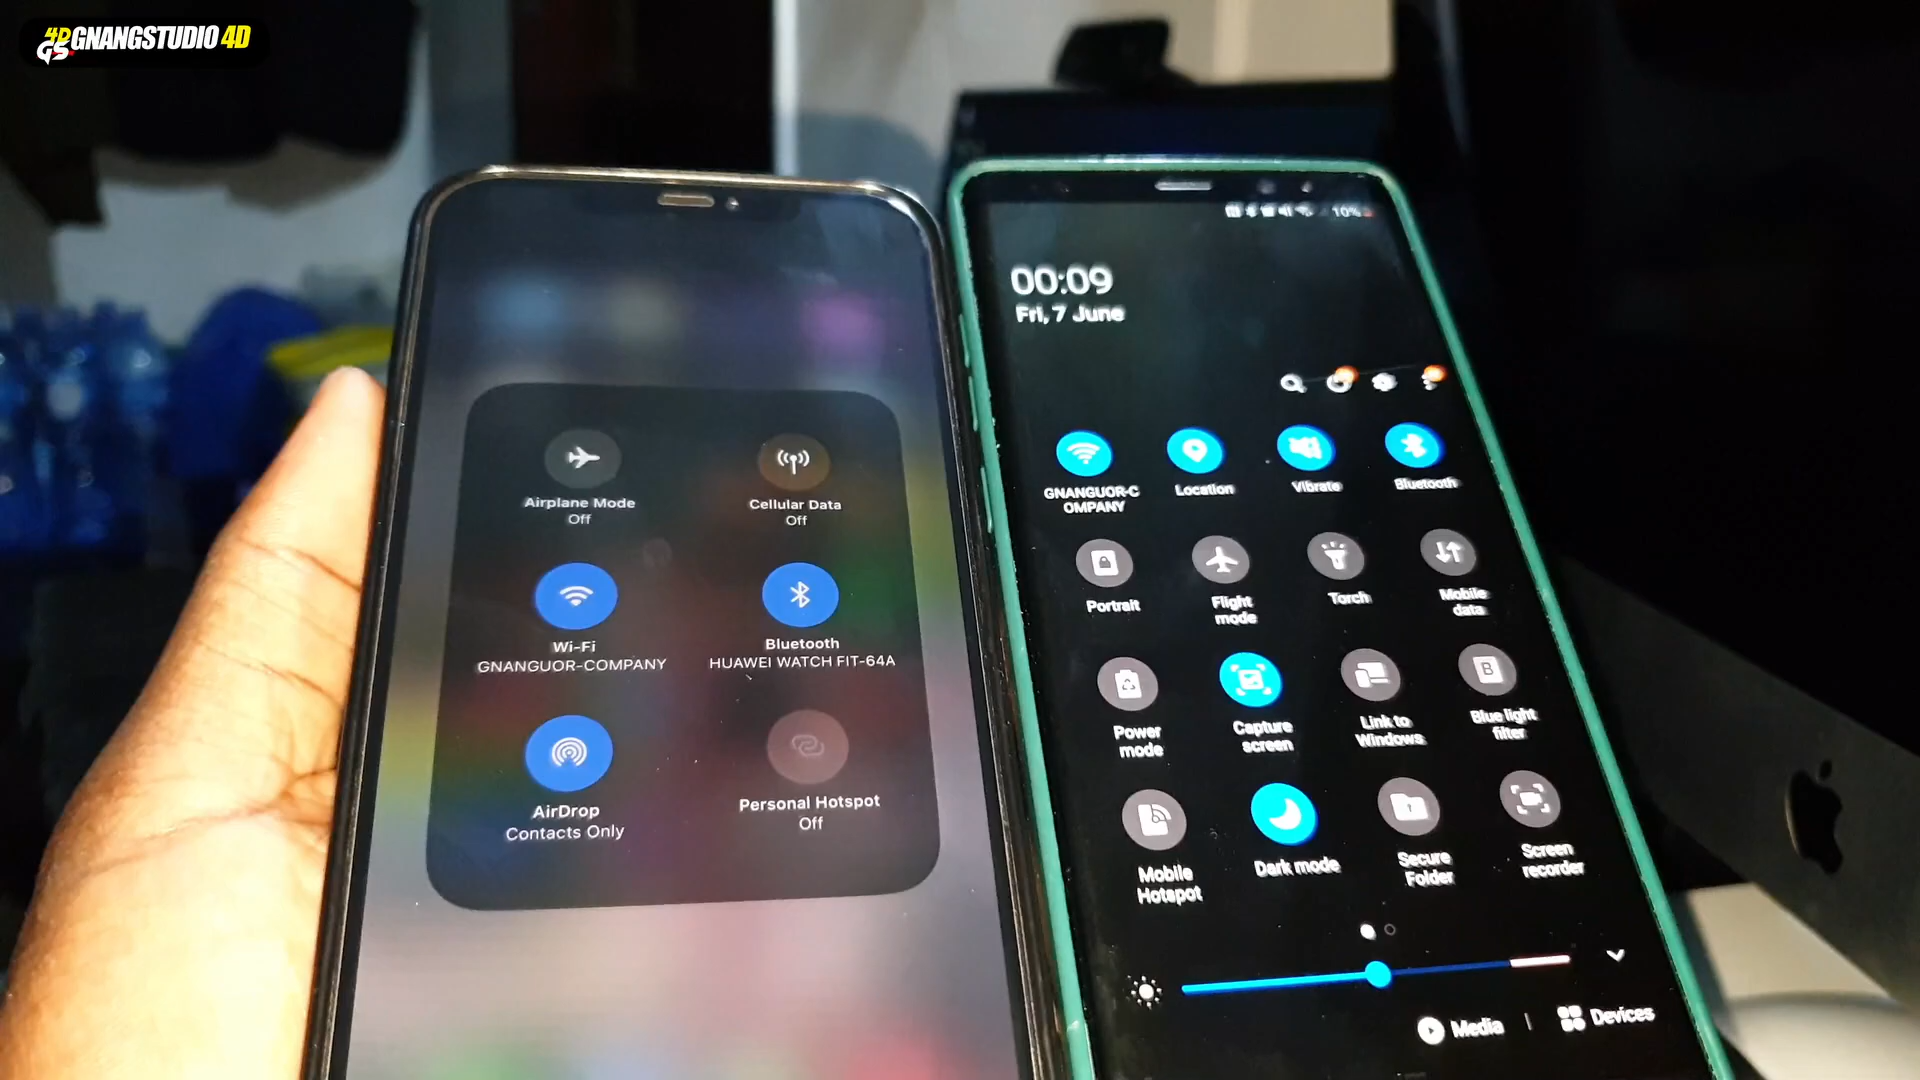 GNANGSTUDIO 4D
Airplane Mode
Off
Cellular Data
Off
Wi-Fi
GNANGUOR-COMPANY
Bluetooth
HUAWEI WATCH FIT-64A
AirDrop
Contacts Only
Personal Hotspot
Off
10%
00:09
Fri, 7 June
GNANGUOR-C
OMPANY
Location
Vibrate
Bluetooth
Portrait
Flight
mode
Torch
Mobile
data
Power
mode
Capture
screen
Link to
Windows
Blue light
filter
Mobile
Hotspot
Dark mode
Secure
Folder
Screen
recorder
Media
Devices